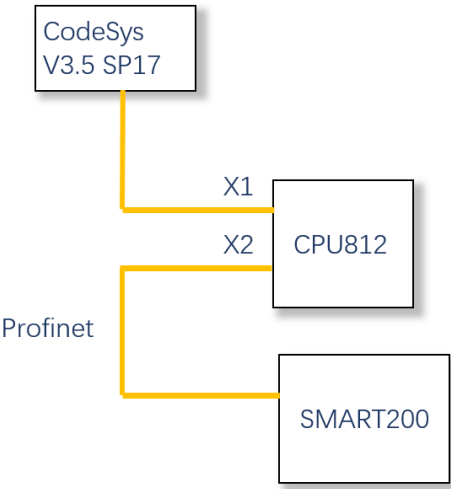 CodeSys
V3.5 SP17
X1
X2
CPU812
Profinet
SMART200